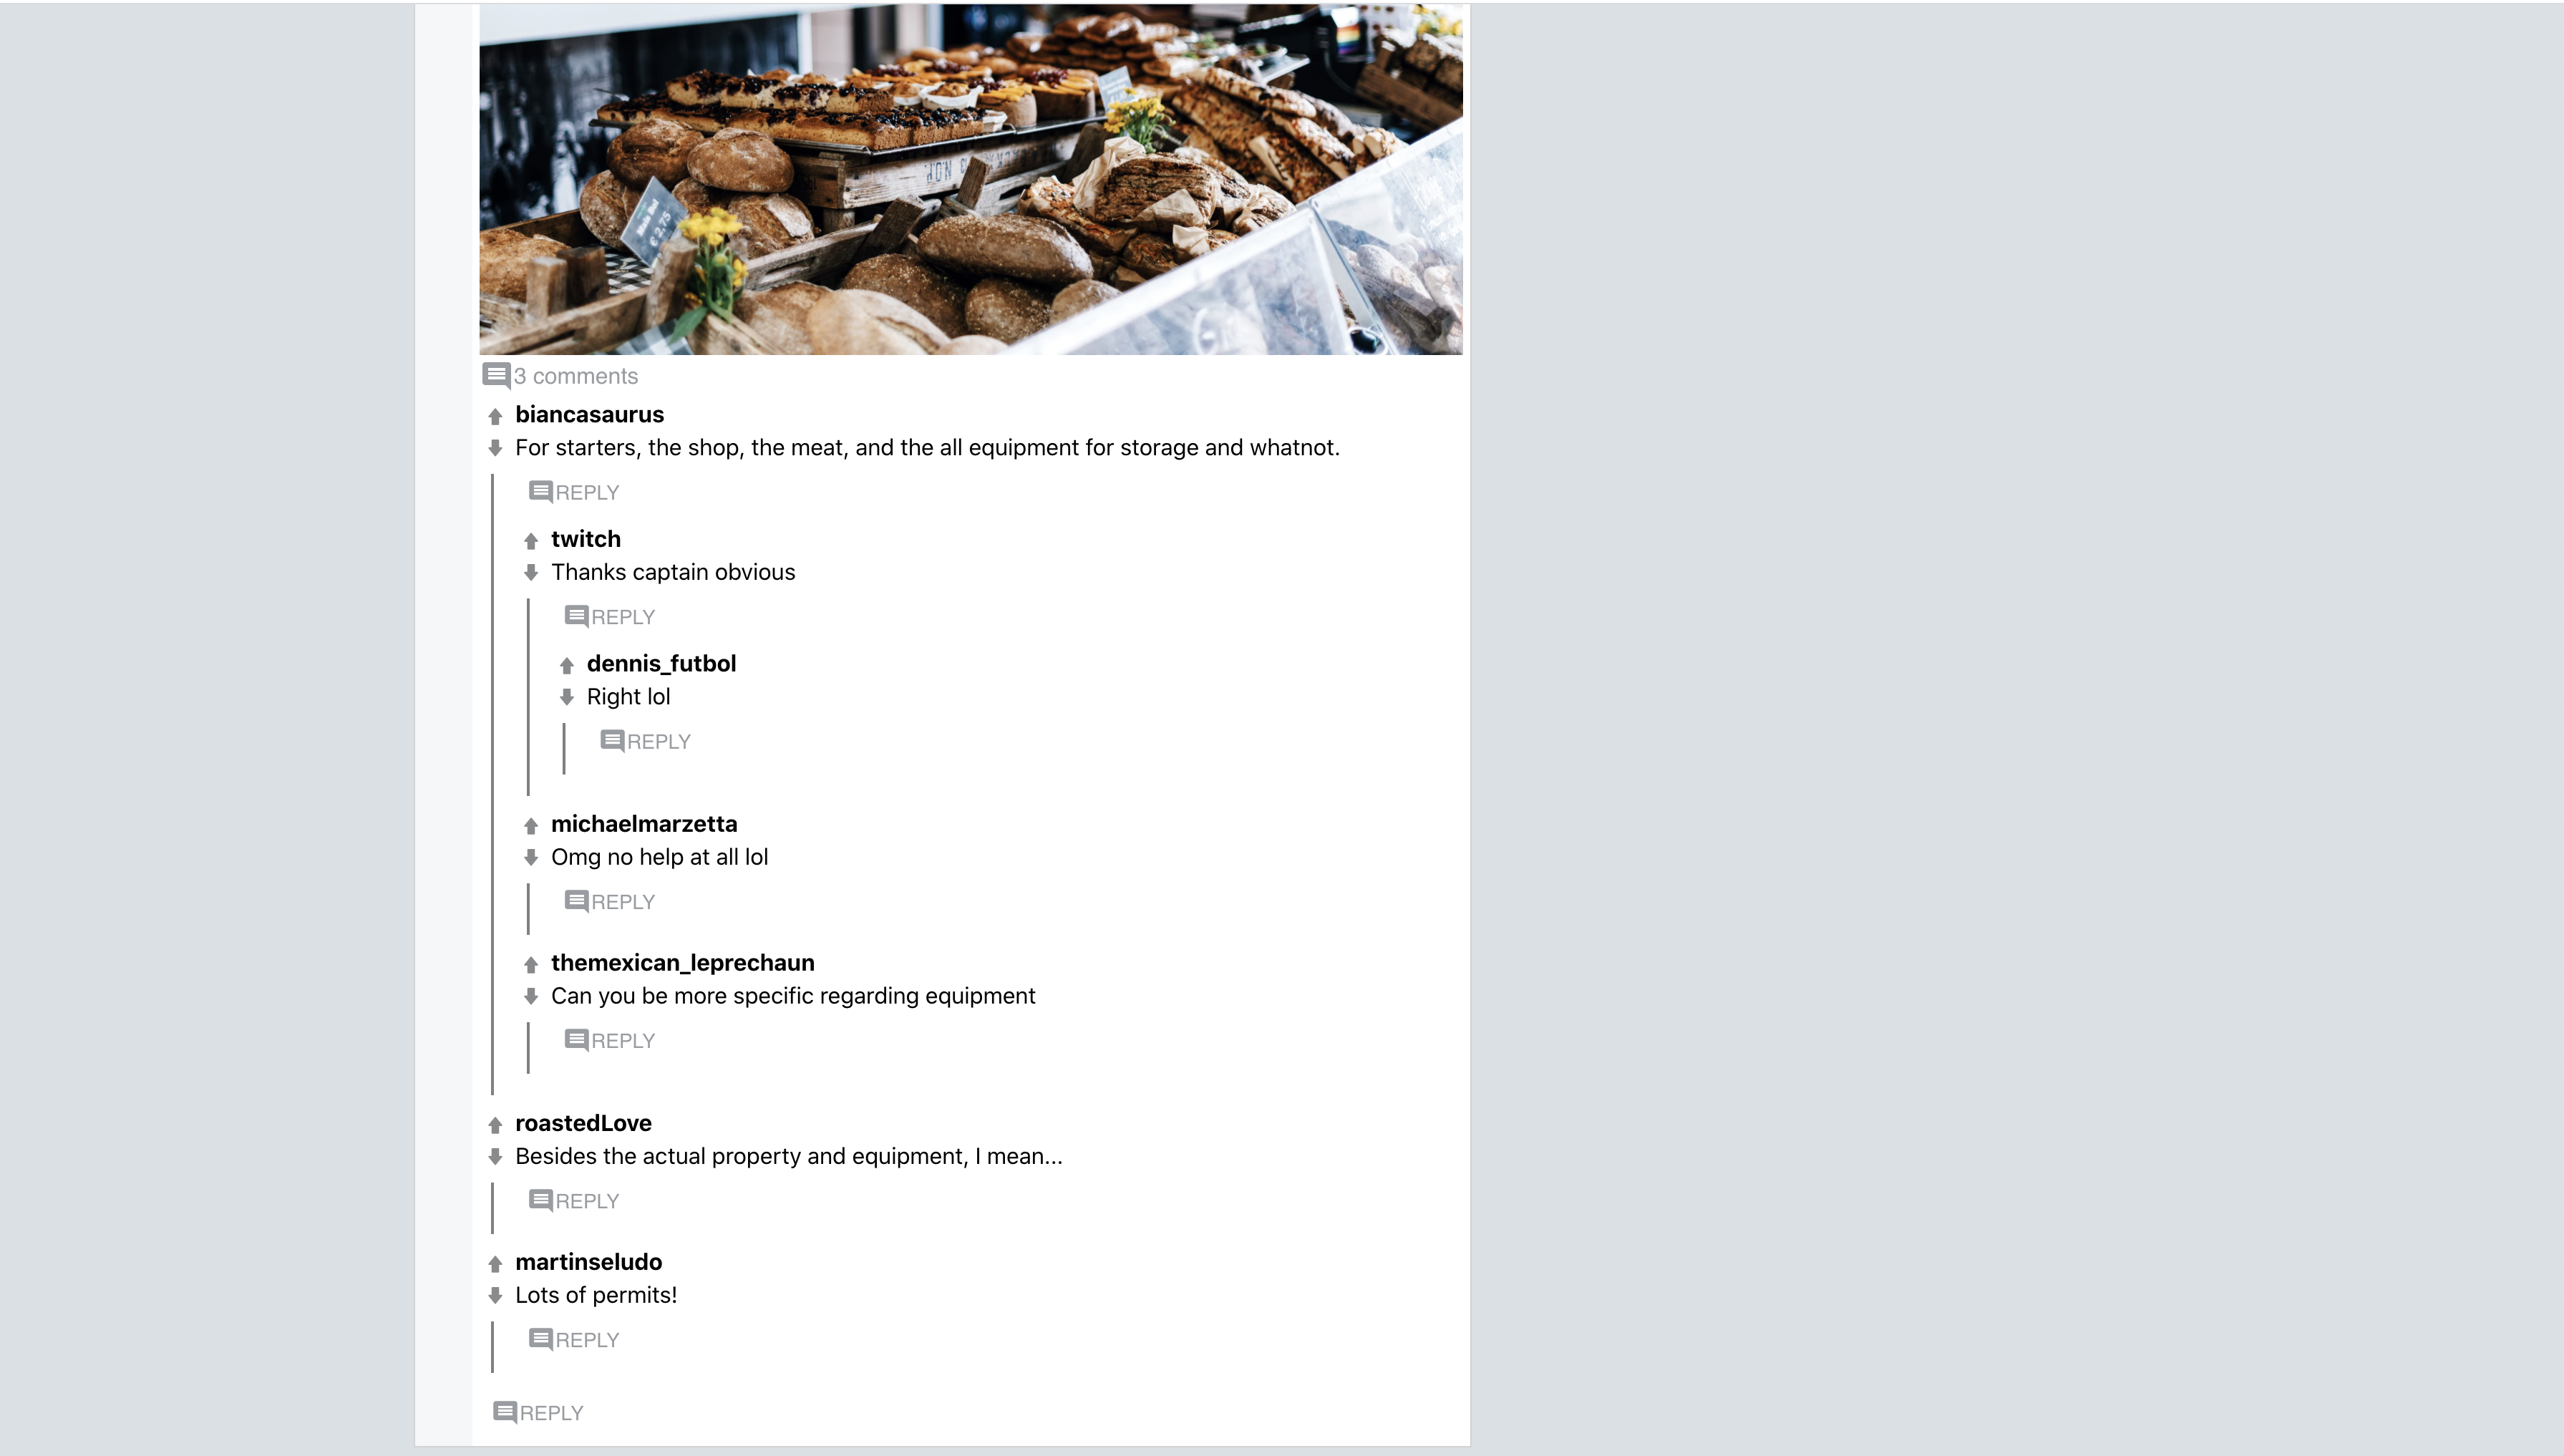 € 2,75
3 comments
biancasaurus
For starters, the shop, the meat, and the all equipment for storage and whatnot.
REPLY
twitch
Thanks captain obvious
REPLY
dennis_futbol
Right lol
REPLY
michaelmarzetta
Omg no help at all lol
REPLY
themexican_leprechaun
Can you be more specific regarding equipment
REPLY
roastedLove
Besides the actual property and equipment, I mean...
REPLY
martinseludo
Lots of permits!
REPLY
REPLY